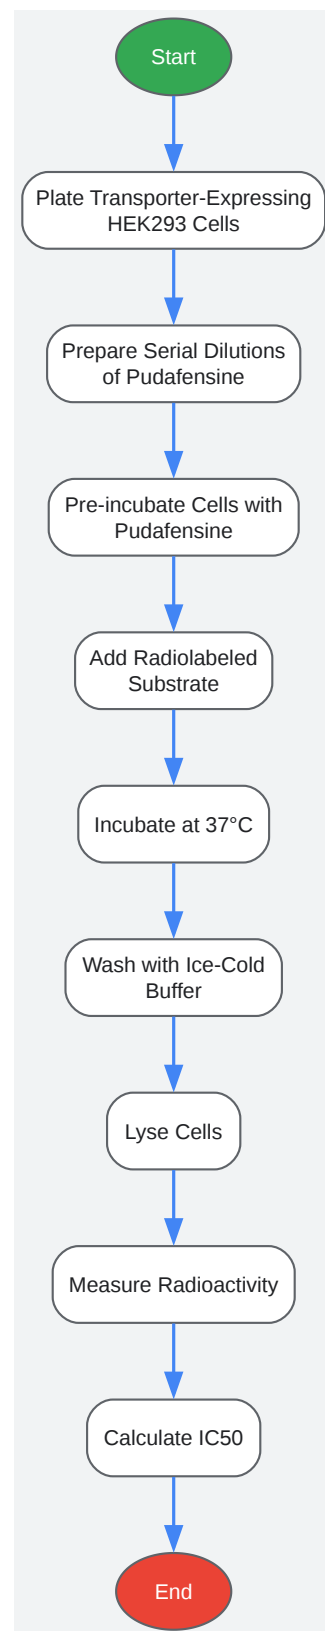 Start
Plate Transporter-Expressing
HEK293 Cells
Prepare Serial Dilutions
of Pudafensine
Pre-incubate Cells with
Pudafensine
Add Radiolabeled
Substrate
Incubate at 37°C
Wash with Ice-Cold
Buffer
Lyse Cells
Measure Radioactivity
Calculate IC50
End